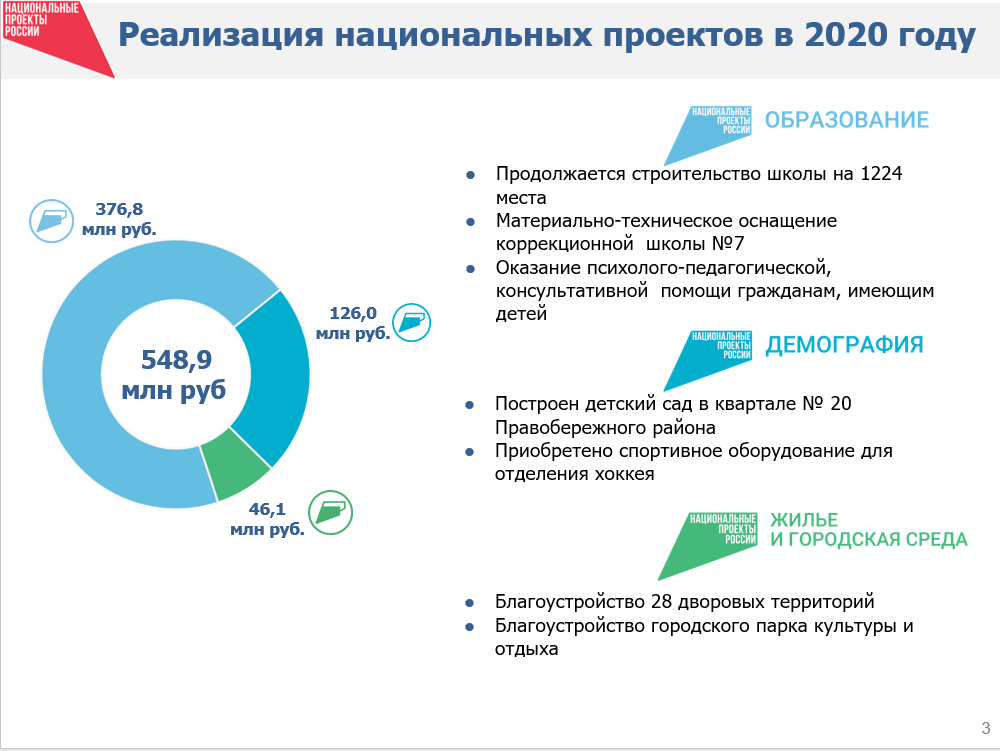 НАЦИОНАЛЬНЫЕ
ПРОЕКТЫ
РОССИИ
Реализация национальных проектов в 2020 году
376,8
млн руб.
126,0
млн руб.
548,9
млн руб
46,1
млн руб.
НАЦИОНАЛЬНЫЕ
ПРОЕКТЫ
РОССИИ
ОБРАЗОВАНИЕ
● Продолжается строительство школы на 1224
места
● Материально-техническое оснащение
коррекционной школы №7
● Оказание психолого-педагогической,
консультативной помощи гражданам, имеющим
детей
НАЦИОНАЛЬНЫЕ
ПРОЕКТЫ
РОССИИ
ДЕМОГРАФИЯ
● Построен детский сад в квартале № 20
Правобережного района
● Приобретено спортивное оборудование для
отделения хоккея
НАЦИОНАЛЬНЫЕ
ПРОЕКТЫ
РОССИИ
ЖИЛЬЕ
И ГОРОДСКАЯ СРЕДА
● Благоустройство 28 дворовых территорий
● Благоустройство городского парка культуры и
отдыха
3